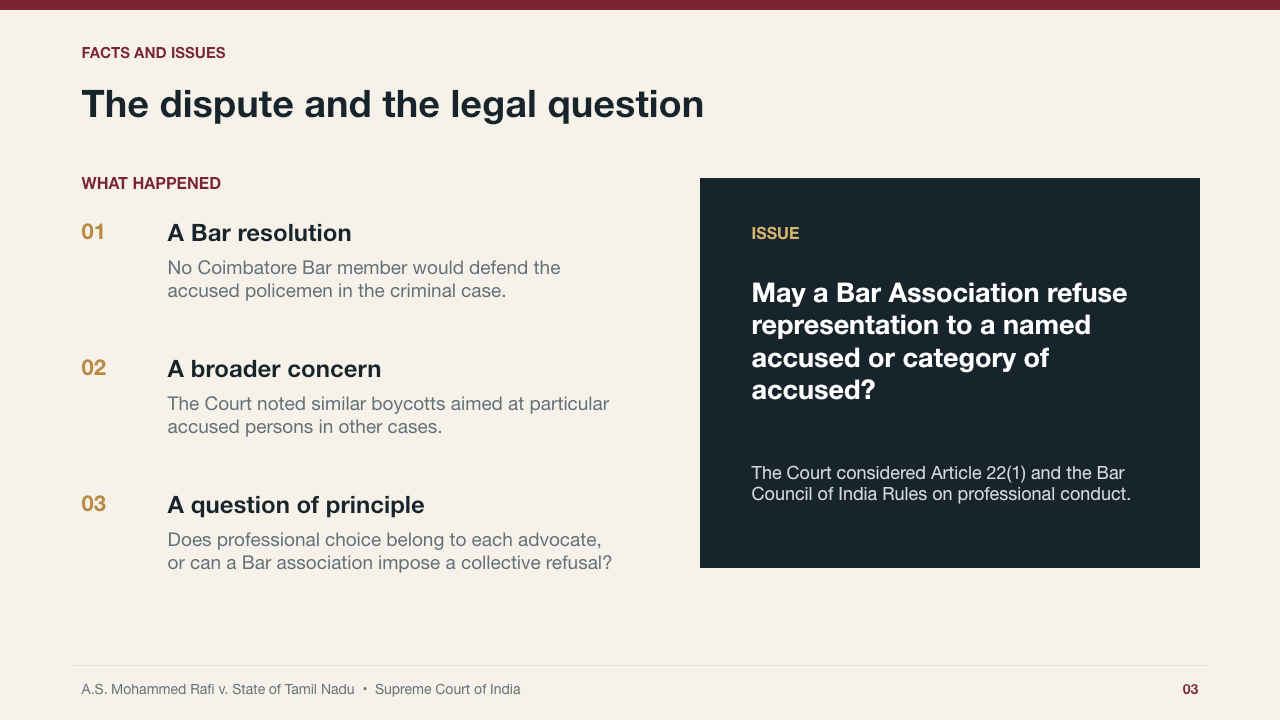 FACTS AND ISSUES
The dispute and the legal question
WHAT HAPPENED
01
A Bar resolution
No Coimbatore Bar member would defend the
accused policemen in the criminal case.
02
A broader concern
The Court noted similar boycotts aimed at particular
accused persons in other cases.
03
A question of principle
Does professional choice belong to each advocate,
or can a Bar association impose a collective refusal?
ISSUE
May a Bar Association refuse
representation to a named
accused or category of
accused?
The Court considered Article 22(1) and the Bar
Council of India Rules on professional conduct.
A.S. Mohammed Rafi v. State of Tamil Nadu • Supreme Court of India
03